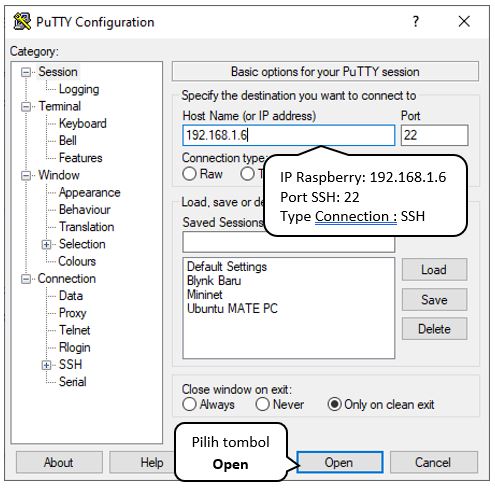 PuTTY Configuration
Category:
Session
Logging
Terminal
Keyboard
Bell
Features
Window
Appearance
Behaviour
Translation
Selection
Colours
Connection
Data
Proxy
Telnet
Rlogin
SSH
Serial
Basic options for your PuTTY session
Specify the destination you want to connect to
Host Name (or IP address) Port
192.168.1.6 22
Connection type:
Raw
IP Raspberry: 192.168.1.6
Port SSH: 22
Type Connection : SSH
Load, save or de
Saved Sessions
Default Settings
Blynk Baru
Mininet
Ubuntu MATE PC
Load
Save
Delete
Close window on exit:
Always Never Only on clean exit
Pilih tombol
Open
About Help Open Cancel